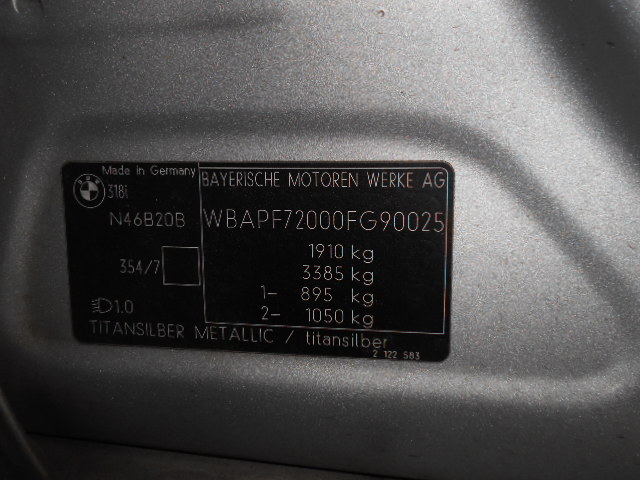 Made in Germany
BMW
318i
BAYERISCHE MOTOREN WERKE AG
N46B20B
WBAPF72000FG90025
1910 kg
354/7
3385 kg
1- 895 kg
1.0
2- 1050 kg
TITANSILBER METALLIC / titansilber
2 122 583